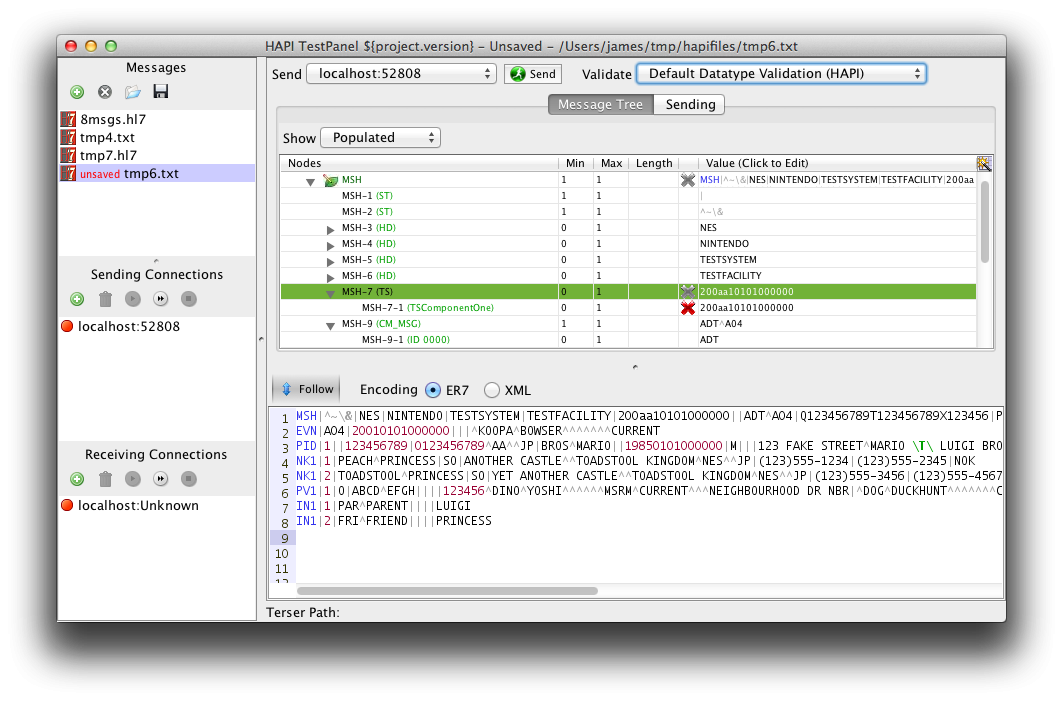 HAPI TestPanel ${project.version} - Unsaved - /Users/james/tmp/hapifiles/tmp6.txt
Messages
8msgs.hl7
tmp4.txt
tmp7.hl7
unsaved tmp6.txt
Sending Connections
localhost:52808
Receiving Connections
localhost:Unknown
Send localhost:52808 Send Validate Default Datatype Validation (HAPI)
Message Tree Sending
Show Populated
Nodes Min Max Length Value (Click to Edit)
MSH 1 1 MSH|^~\&|NES|NINTENDO|TESTSYSTEM|TESTFACILITY|200aa
MSH-1 (ST) 1 1 |
MSH-2 (ST) 1 1 ^~\&
MSH-3 (HD) 0 1 NES
MSH-4 (HD) 0 1 NINTENDO
MSH-5 (HD) 0 1 TESTSYSTEM
MSH-6 (HD) 0 1 TESTFACILITY
MSH-7 (TS) 0 1 200aa10101000000
MSH-7-1 (TSComponentOne) 0 1 200aa10101000000
MSH-9 (CM_MSG) 1 1 ADT^A04
MSH-9-1 (ID 0000) 0 1 ADT
Follow Encoding ER7 XML
1 MSH|^~\&|NES|NINTENDO|TESTSYSTEM|TESTFACILITY|200aa10101000000||ADT^A04|Q123456789T123456789X123456|P
2 EVN|A04|20010101000000|||^KOOPA^BOWSER^^^^^^^CURRENT
3 PID|1||123456789|0123456789^AA^^JP|BROS^MARIO||19850101000000|M|||123 FAKE STREET^MARIO \T\ LUIGI BRO
4 NK1|1|PEACH^PRINCESS|SO|ANOTHER CASTLE^^TOADSTOOL KINGDOM^NES^^JP|(123)555-1234|(123)555-2345|NOK
5 NK1|2|TOADSTOOL^PRINCESS|SO|YET ANOTHER CASTLE^^TOADSTOOL KINGDOM^NES^^JP|(123)555-3456|(123)555-4567
6 PV1|1|O|ABCD^EFGH||||123456^DINO^YOSHI^^^^^^MSRM^CURRENT^^^NEIGHBOURHOOD DR NBR|^DOG^DUCKHUNT^^^^^^^C
7 IN1|1|PAR^PARENT||||LUIGI
8 IN1|2|FRI^FRIEND||||PRINCESS
9
10
11
12
Terser Path: